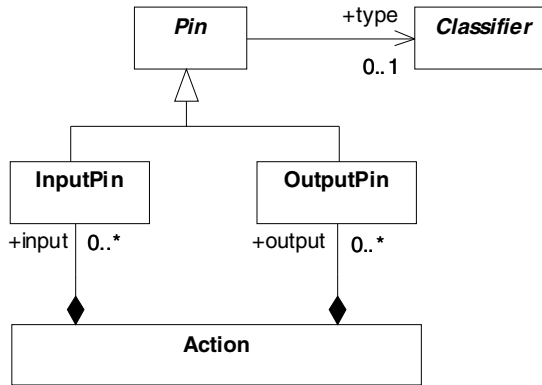 Pin
+type
Classifier
0..1
InputPin
OutputPin
+input
0..*
+output
0..*
Action